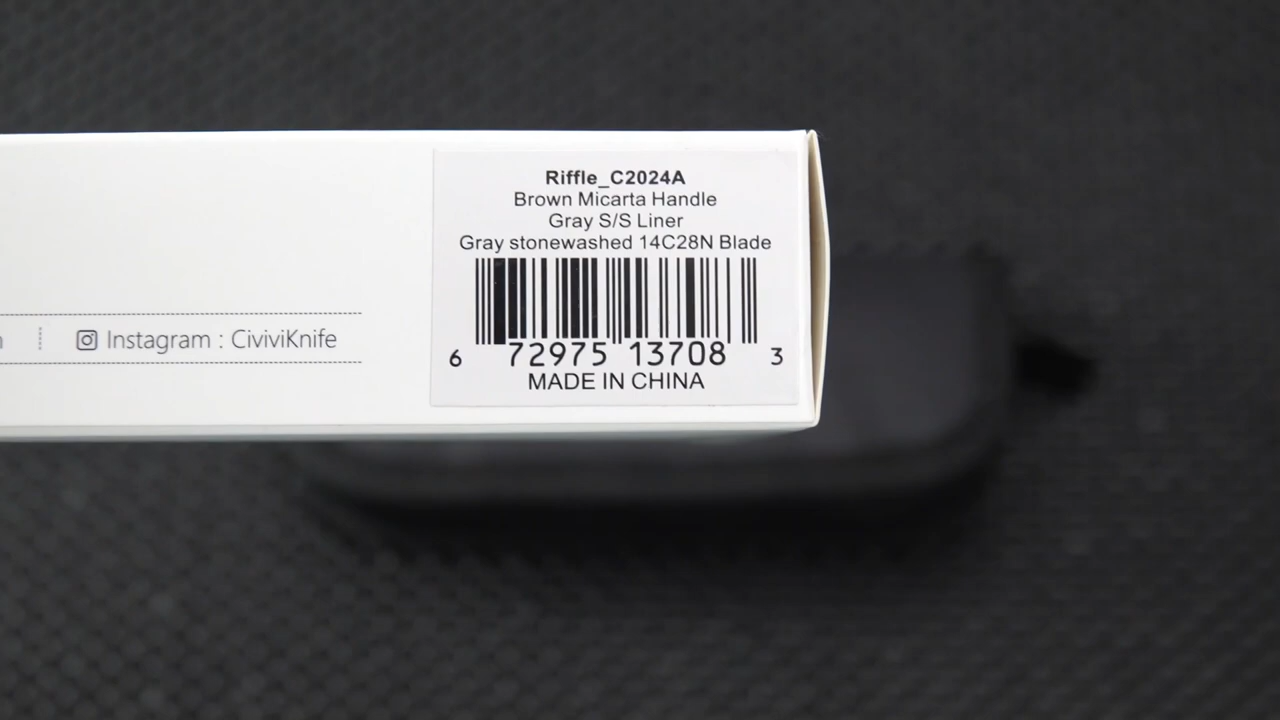 Riffle_C2024A
Brown Micarta Handle
Gray S/S Liner
Gray stonewashed 14C28N Blade
Instagram : CiviviKnife
6 72975 13708 3
MADE IN CHINA